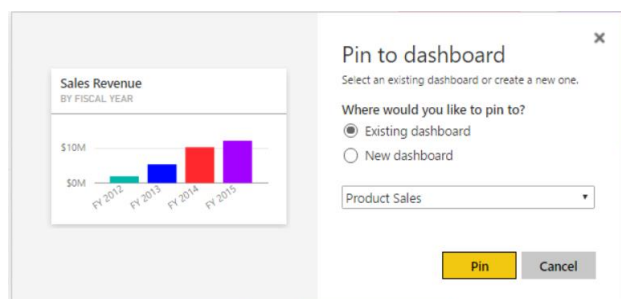 Sales Revenue
BY FISCAL YEAR
$10M
$0M
FY 2012
FY 2013
FY 2014
FY 2015
Pin to dashboard
Select an existing dashboard or create a new one.
Where would you like to pin to?
Existing dashboard
New dashboard
Product Sales
Pin Cancel